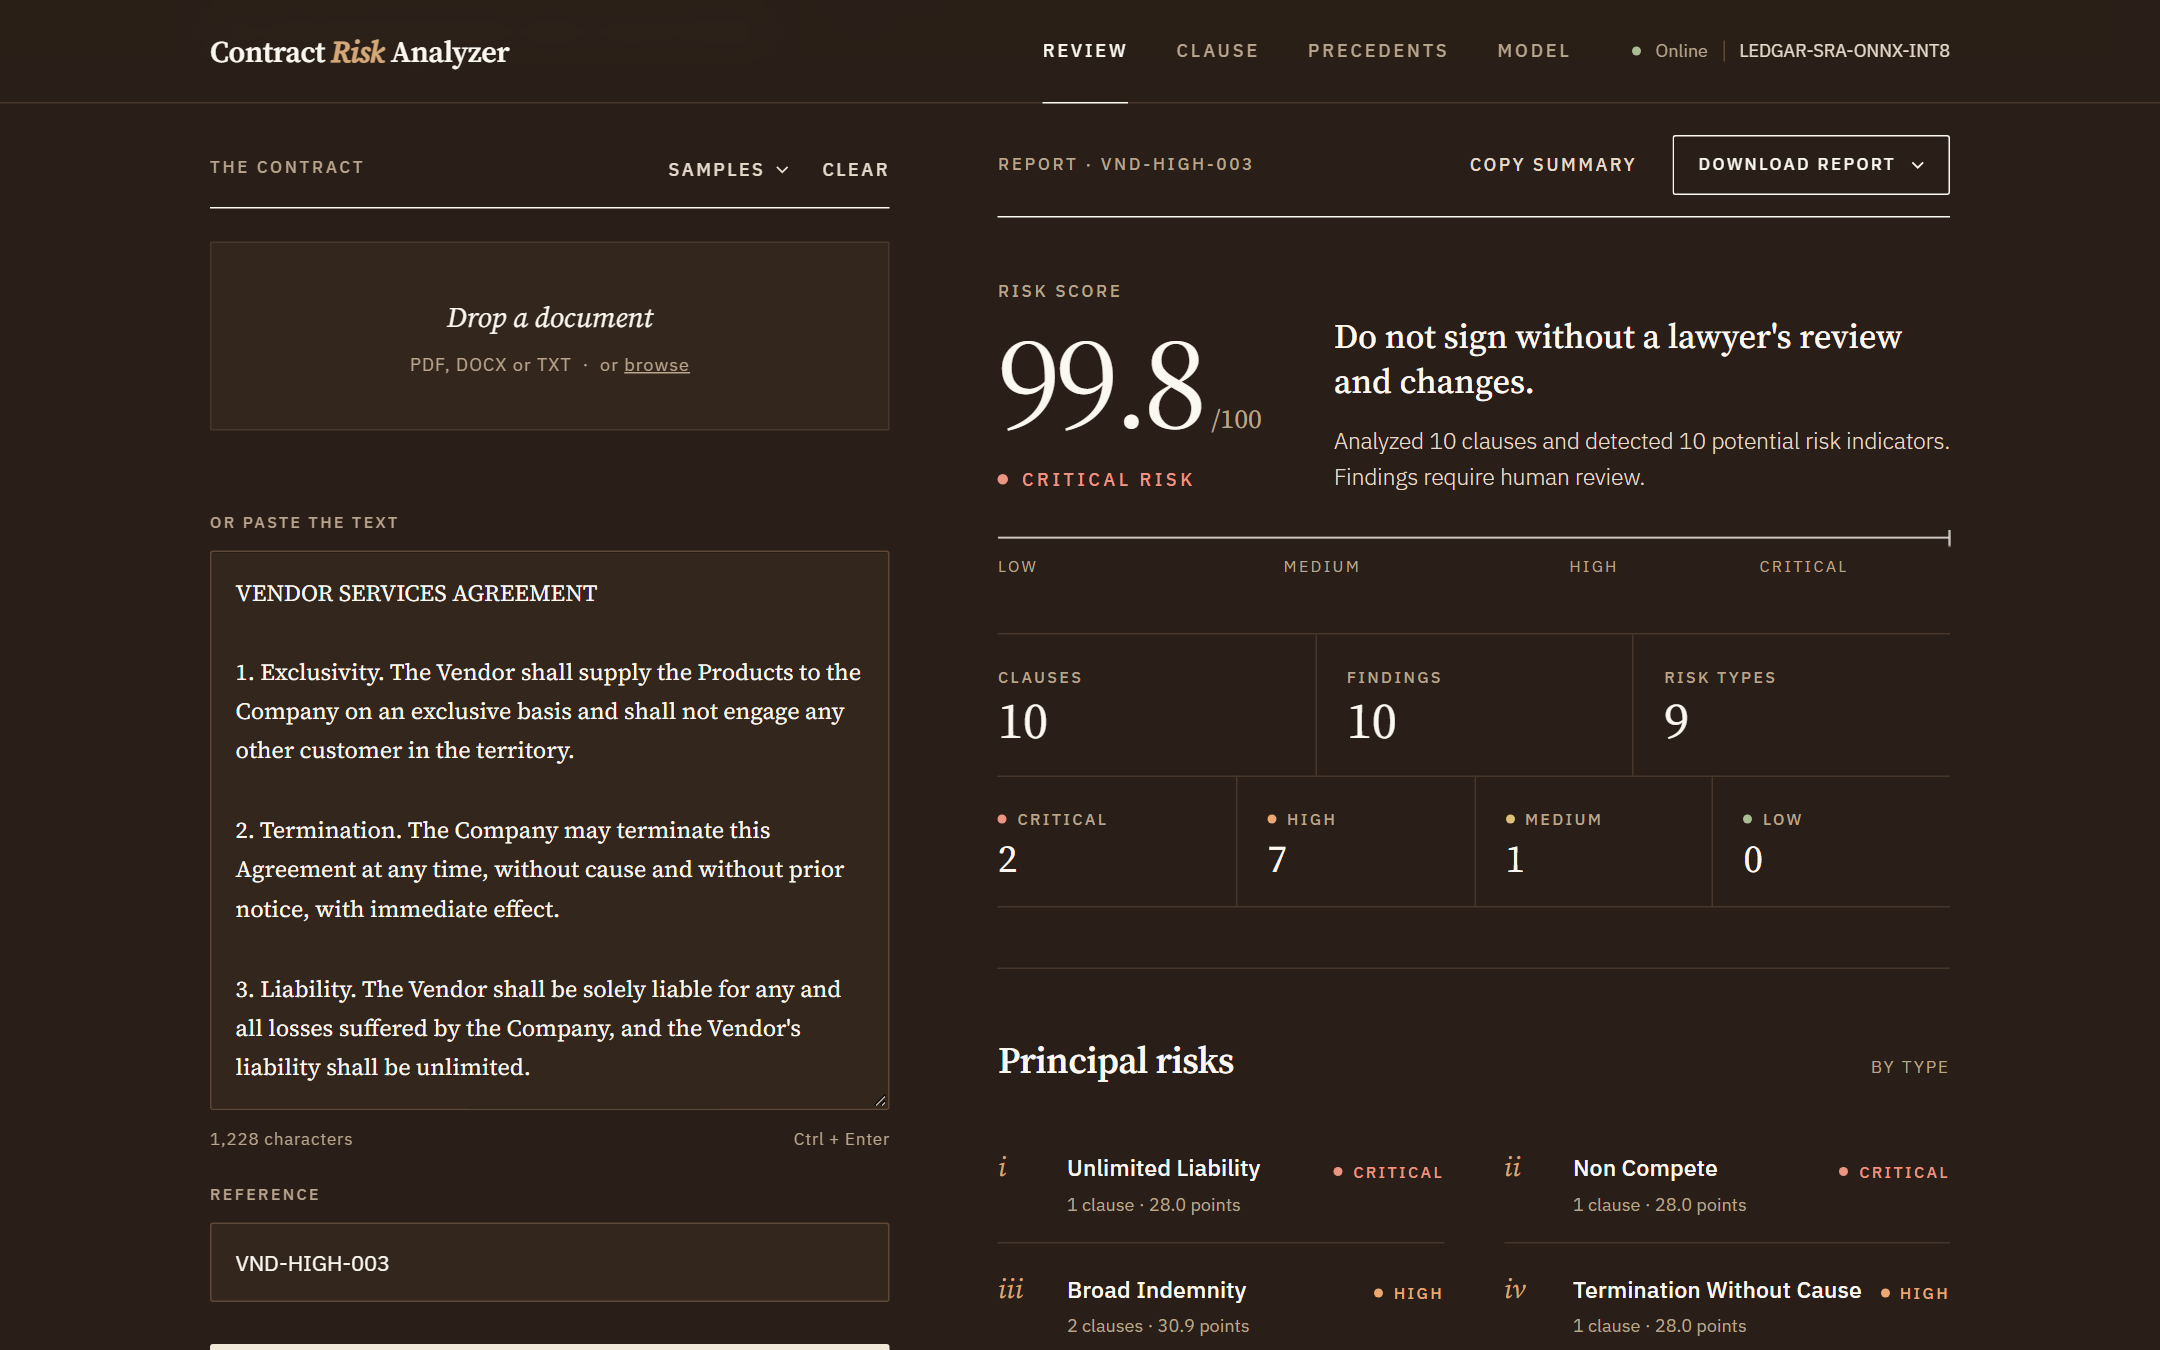 Contract Risk Analyzer
REVIEW CLAUSE PRECEDENTS MODEL Online LEDGAR-SRA-ONNX-INT8
THE CONTRACT SAMPLES CLEAR
Drop a document
PDF, DOCX or TXT · or browse
OR PASTE THE TEXT
VENDOR SERVICES AGREEMENT
1. Exclusivity. The Vendor shall supply the Products to the
Company on an exclusive basis and shall not engage any
other customer in the territory.
2. Termination. The Company may terminate this
Agreement at any time, without cause and without prior
notice, with immediate effect.
3. Liability. The Vendor shall be solely liable for any and
all losses suffered by the Company, and the Vendor's
liability shall be unlimited.
1,228 characters Ctrl + Enter
REFERENCE
VND-HIGH-003
REPORT · VND-HIGH-003 COPY SUMMARY DOWNLOAD REPORT
RISK SCORE
99.8 /100
CRITICAL RISK
Do not sign without a lawyer's review
and changes.
Analyzed 10 clauses and detected 10 potential risk indicators.
Findings require human review.
LOW MEDIUM HIGH CRITICAL
CLAUSES FINDINGS RISK TYPES
10 10 9
CRITICAL HIGH MEDIUM LOW
2 7 1 0
Principal risks BY TYPE
i Unlimited Liability CRITICAL
1 clause · 28.0 points
ii Non Compete CRITICAL
1 clause · 28.0 points
iii Broad Indemnity HIGH
2 clauses · 30.9 points
iv Termination Without Cause HIGH
1 clause · 28.0 points